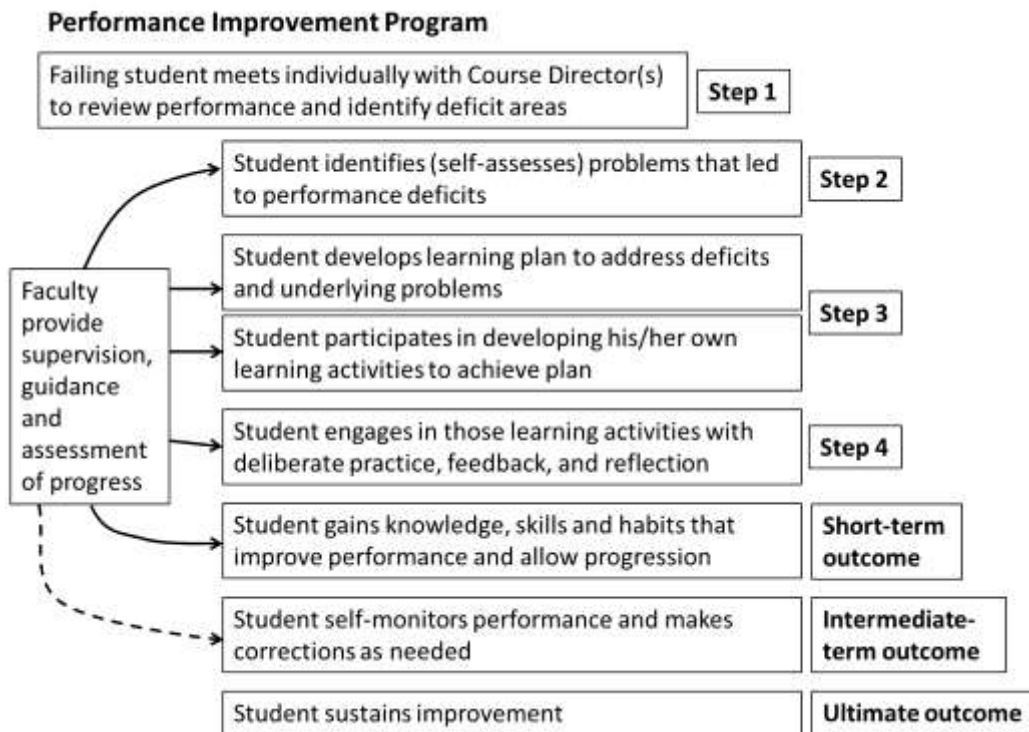 Performance Improvement Program
Failing student meets individually with Course Director(s)
to review performance and identify deficit areas
Step 1
Student identifies (self-assesses) problems that led
to performance deficits
Step 2
Student develops learning plan to address deficits
and underlying problems
Student participates in developing his/her own
learning activities to achieve plan
Step 3
Faculty
provide
supervision,
guidance
and
assessment
of progress
Student engages in those learning activities with
deliberate practice, feedback, and reflection
Step 4
Student gains knowledge, skills and habits that
improve performance and allow progression
Short-term
outcome
Student self-monitors performance and makes
corrections as needed
Intermediate-
term outcome
Student sustains improvement
Ultimate outcome